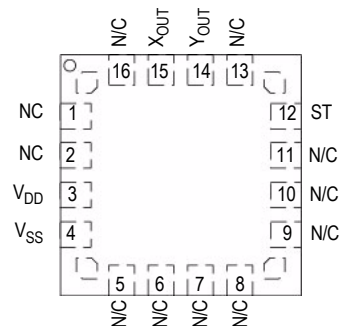 N/C
XOUT
YOUT
N/C
16 15 14 13
NC 1 12 ST
NC 2 11 N/C
VDD 3 10 N/C
VSS 4 9 N/C
5 6 7 8
N/C
N/C
N/C
N/C